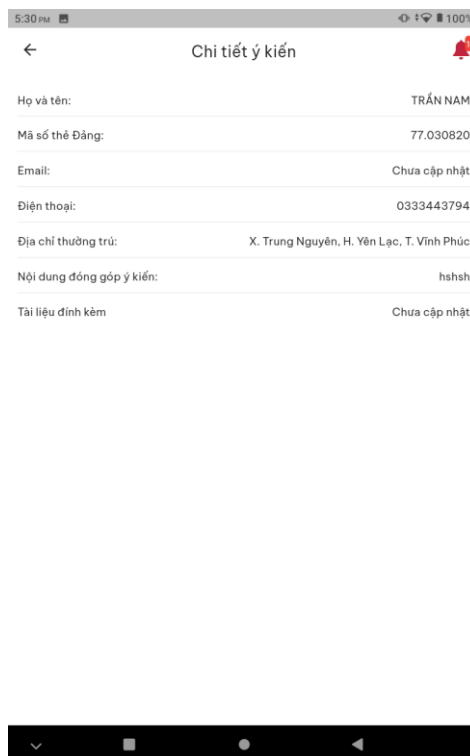 5:30 PM 100%
Chi tiết ý kiến
Họ và tên: TRẦN NAM
Mã số thẻ Đảng: 77.030820
Email: Chưa cập nhật
Điện thoại: 0333443794
Địa chỉ thường trú: X. Trung Nguyên, H. Yên Lạc, T. Vĩnh Phúc
Nội dung đóng góp ý kiến: hshsh
Tài liệu đính kèm Chưa cập nhật